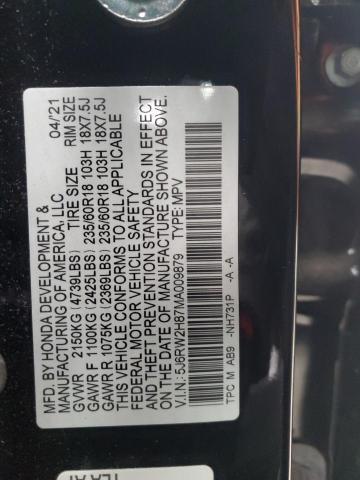 MFD. BY HONDA DEVELOPMENT & 04/21
MANUFACTURING OF AMERICA, LLC
GVWR 2150KG (4739LBS) TIRE SIZE RIM SIZE
GAWR F 1100KG (2425LBS) 235/60R18 103H 18X7.5J
GAWR R 1075KG (2369LBS) 235/60R18 103H 18X7.5J
THIS VEHICLE CONFORMS TO ALL APPLICABLE
FEDERAL MOTOR VEHICLE SAFETY
AND THEFT PREVENTION STANDARDS IN EFFECT
ON THE DATE OF MANUFACTURE SHOWN ABOVE.
V.I.N.: 5J6RW2H87MA009879 TYPE: MPV
TPC M AB9 -NH731P -A -A